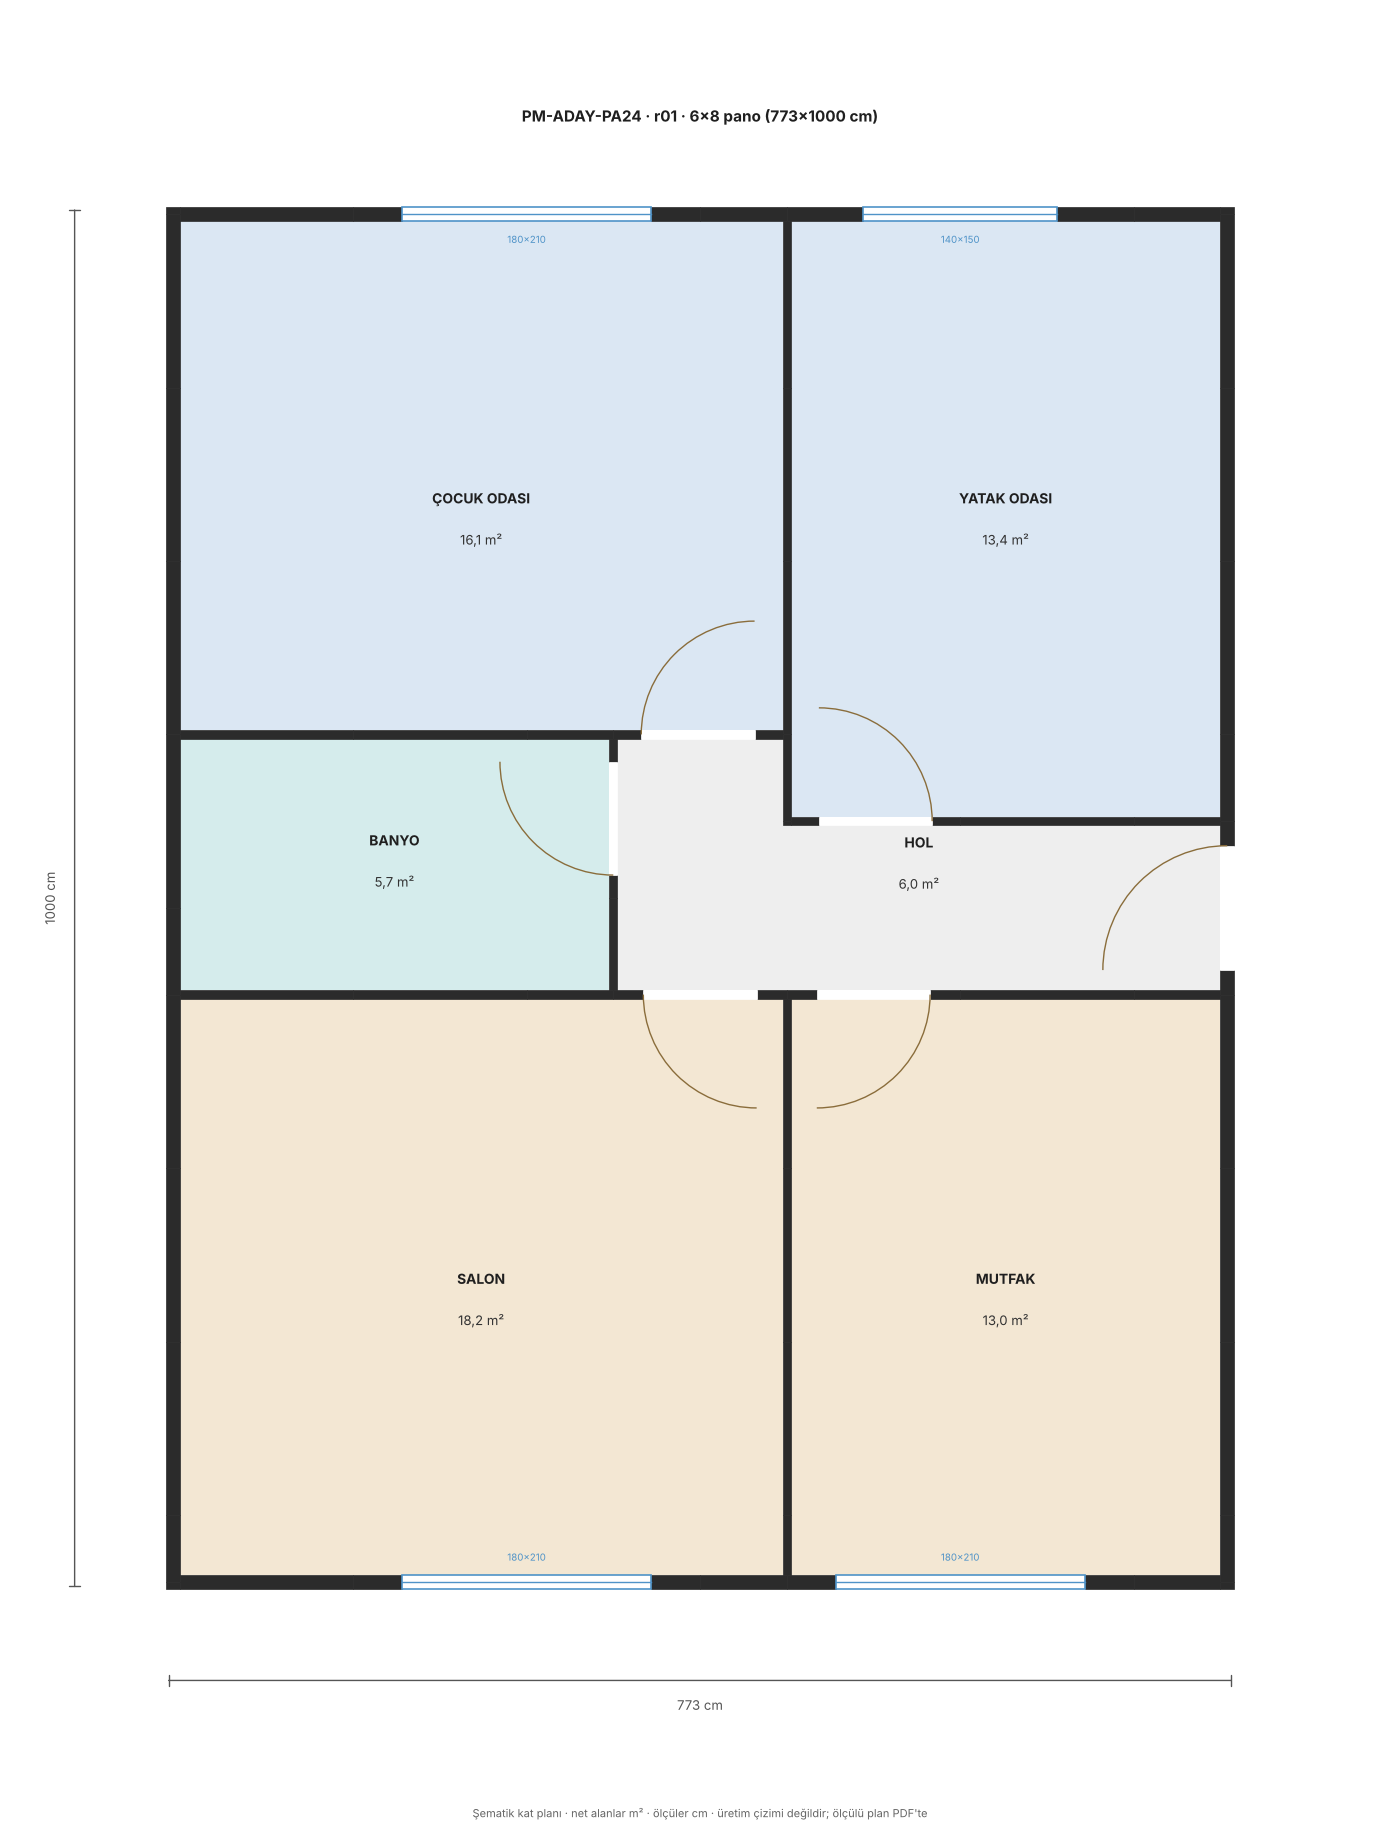 PM-ADAY-PA24 · r01 · 6×8 pano (773×1000 cm)
180×210
140×150
ÇOCUK ODASI
16,1 m²
YATAK ODASI
13,4 m²
BANYO
5,7 m²
HOL
6,0 m²
1000 cm
SALON
18,2 m²
MUTFAK
13,0 m²
180×210
180×210
773 cm
Şematik kat planı · net alanlar m² · ölçüler cm · üretim çizimi değildir; ölçülü plan PDF'te